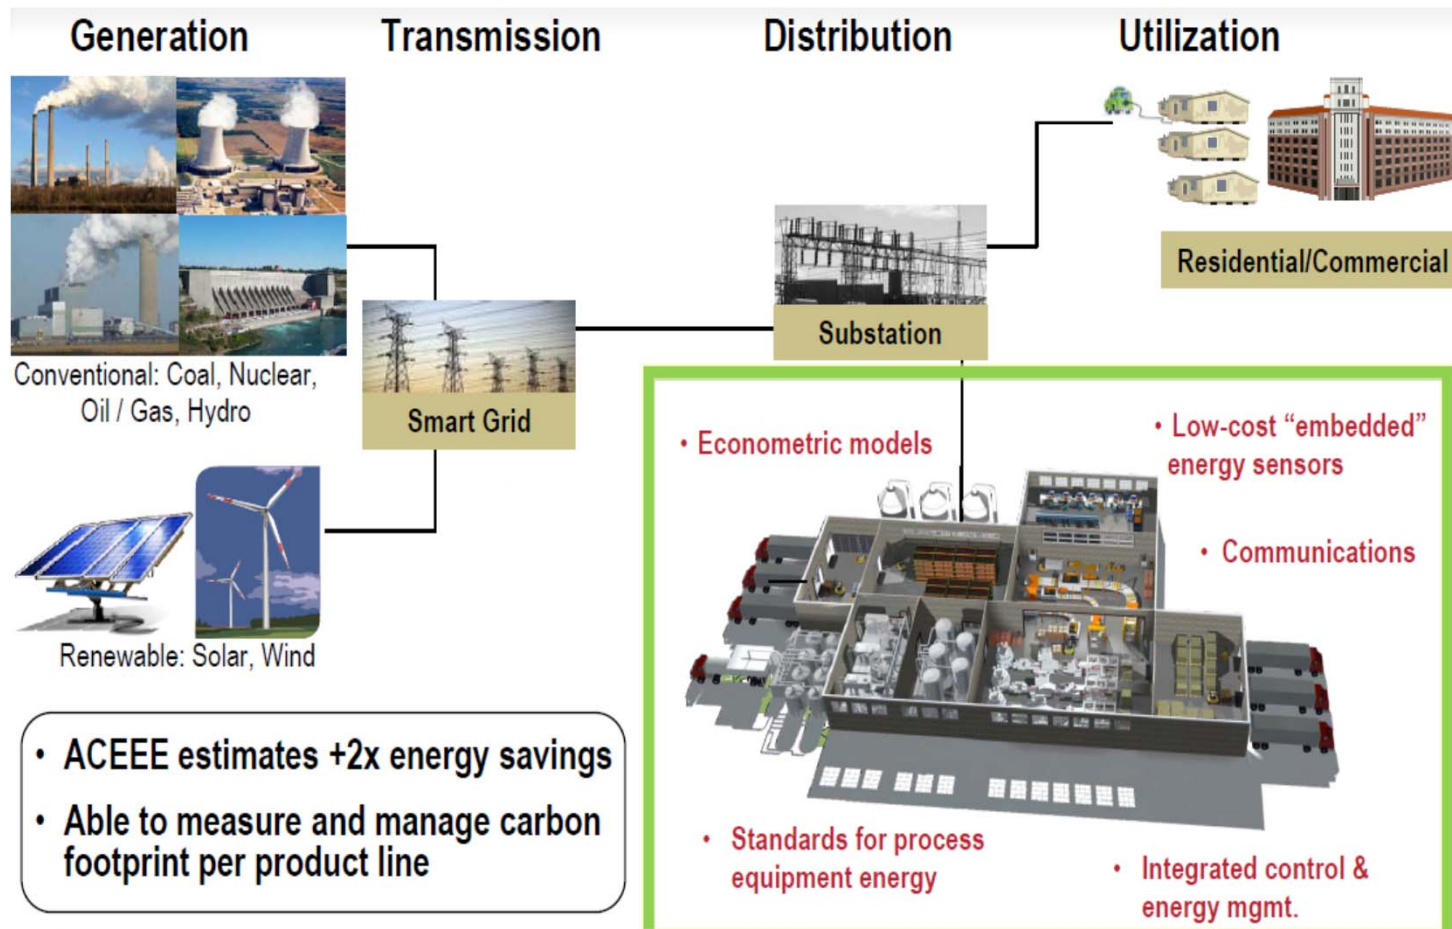 Generation
Transmission
Distribution
Utilization
Residential/Commercial
Substation
Smart Grid
Conventional: Coal, Nuclear,
Oil / Gas, Hydro
Renewable: Solar, Wind
• Econometric models
• Low-cost “embedded”
energy sensors
• Communications
• Standards for process
equipment energy
• Integrated control &
energy mgmt.
• ACEEE estimates +2x energy savings
• Able to measure and manage carbon
footprint per product line